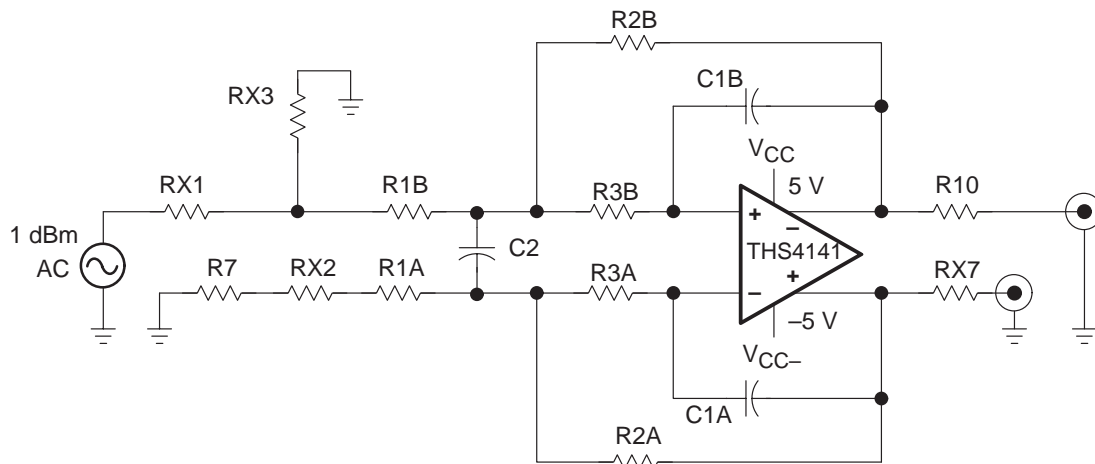 R2B
C1B
RX3
VCC
5 V
RX1
R1B
R3B
R10
+
−
1 dBm
AC
C2
THS4141
R7
RX2
R1A
R3A
+
−
RX7
–5 V
VCC–
C1A
R2A